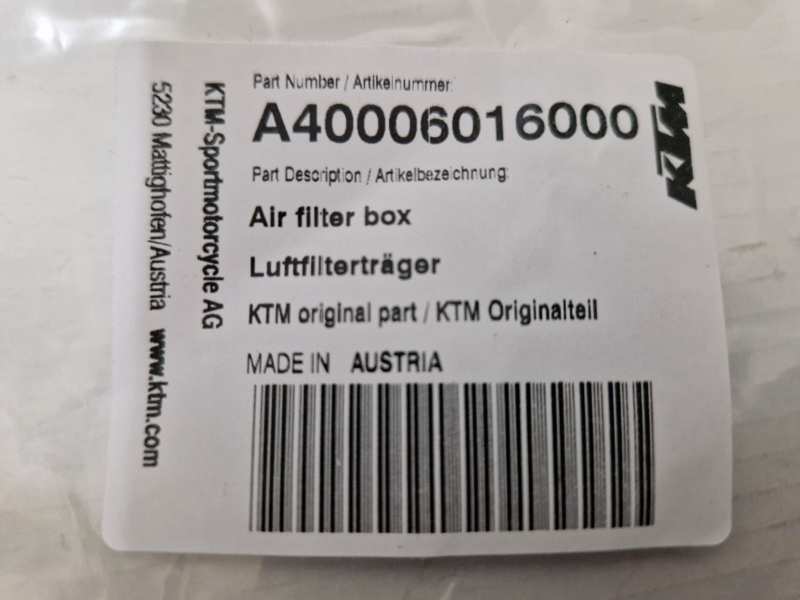 Part Number / Artikelnummer:
A40006016000
Part Description / Artikelbezeichnung:
Air filter box
Luftfilterträger
KTM original part / KTM Originalteil
MADE IN AUSTRIA
KTM
KTM-Sportmotorcycle AG
5230 Mattighofen/Austria www.ktm.com